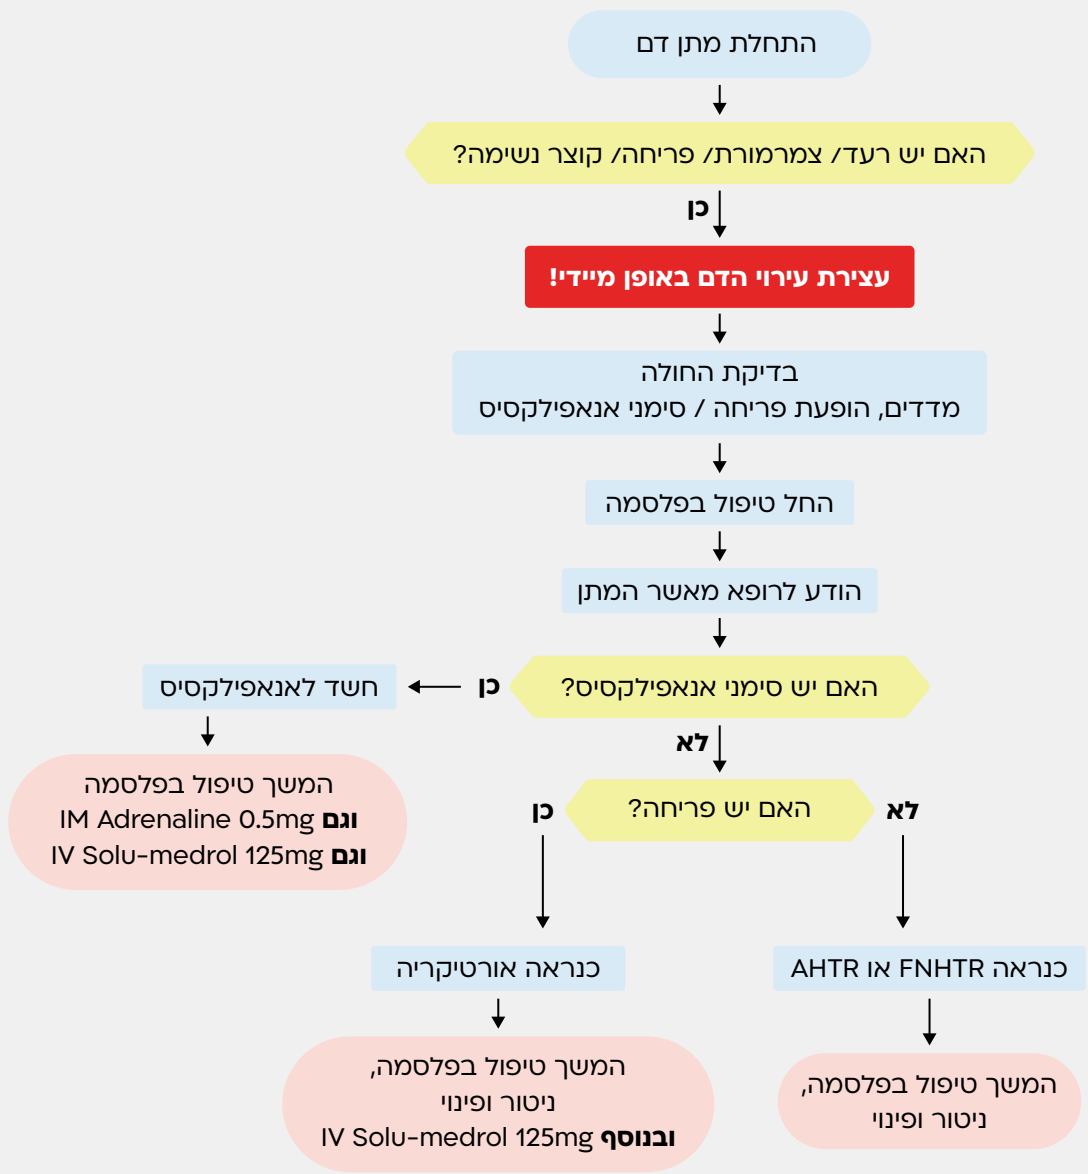 התחלת מתן דם
האם יש רעד/ צמרמורת/ פריחה/ קוצר נשימה?
כן
עצירת עירוי הדם באופן מיידי!
בדיקת החולה
מדדים, הופעת פריחה / סימני אנאפילקסיס
החל טיפול בפלסמה
הודע לרופא מאשר המתן
האם יש סימני אנאפילקסיס?
כן
חשד לאנאפילקסיס
המשך טיפול בפלסמה
וגם IM Adrenaline 0.5mg
וגם IV Solu-medrol 125mg
לא
האם יש פריחה?
לא
כן
כנראה FNHTR או AHTR
המשך טיפול בפלסמה,
ניטור ופינוי
כנראה אורטיקריה
המשך טיפול בפלסמה,
ניטור ופינוי
ובנוסף IV Solu-medrol 125mg